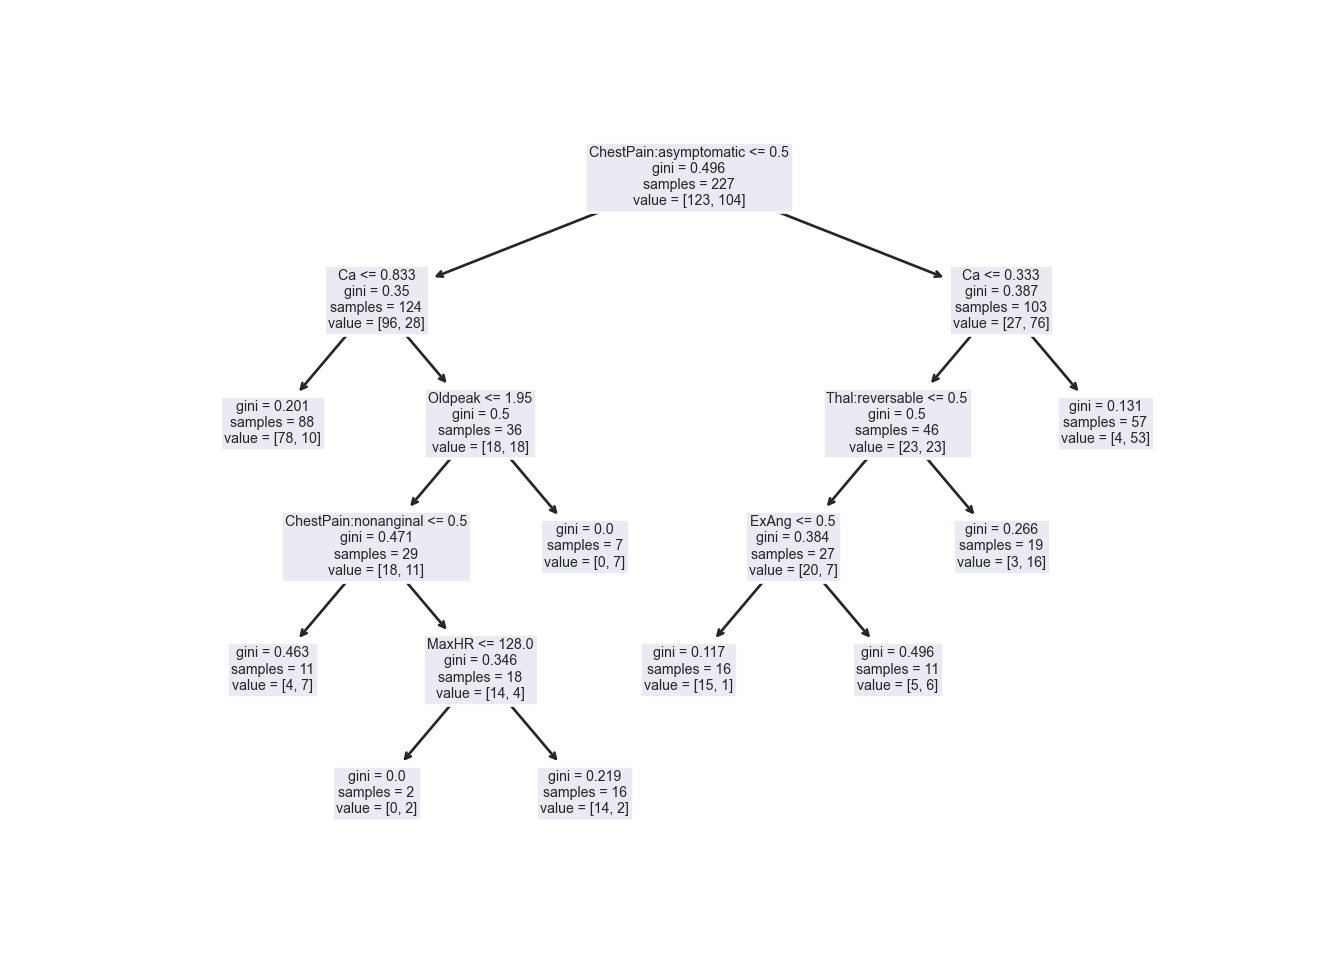 ChestPain:asymptomatic <= 0.5
gini = 0.496
samples = 227
value = [123, 104]
Ca <= 0.833
gini = 0.35
samples = 124
value = [96, 28]
Ca <= 0.333
gini = 0.387
samples = 103
value = [27, 76]
gini = 0.201
samples = 88
value = [78, 10]
Oldpeak <= 1.95
gini = 0.5
samples = 36
value = [18, 18]
Thal:reversable <= 0.5
gini = 0.5
samples = 46
value = [23, 23]
gini = 0.131
samples = 57
value = [4, 53]
ChestPain:nonanginal <= 0.5
gini = 0.471
samples = 29
value = [18, 11]
gini = 0.0
samples = 7
value = [0, 7]
ExAng <= 0.5
gini = 0.384
samples = 27
value = [20, 7]
gini = 0.266
samples = 19
value = [3, 16]
gini = 0.463
samples = 11
value = [4, 7]
MaxHR <= 128.0
gini = 0.346
samples = 18
value = [14, 4]
gini = 0.117
samples = 16
value = [15, 1]
gini = 0.496
samples = 11
value = [5, 6]
gini = 0.0
samples = 2
value = [0, 2]
gini = 0.219
samples = 16
value = [14, 2]